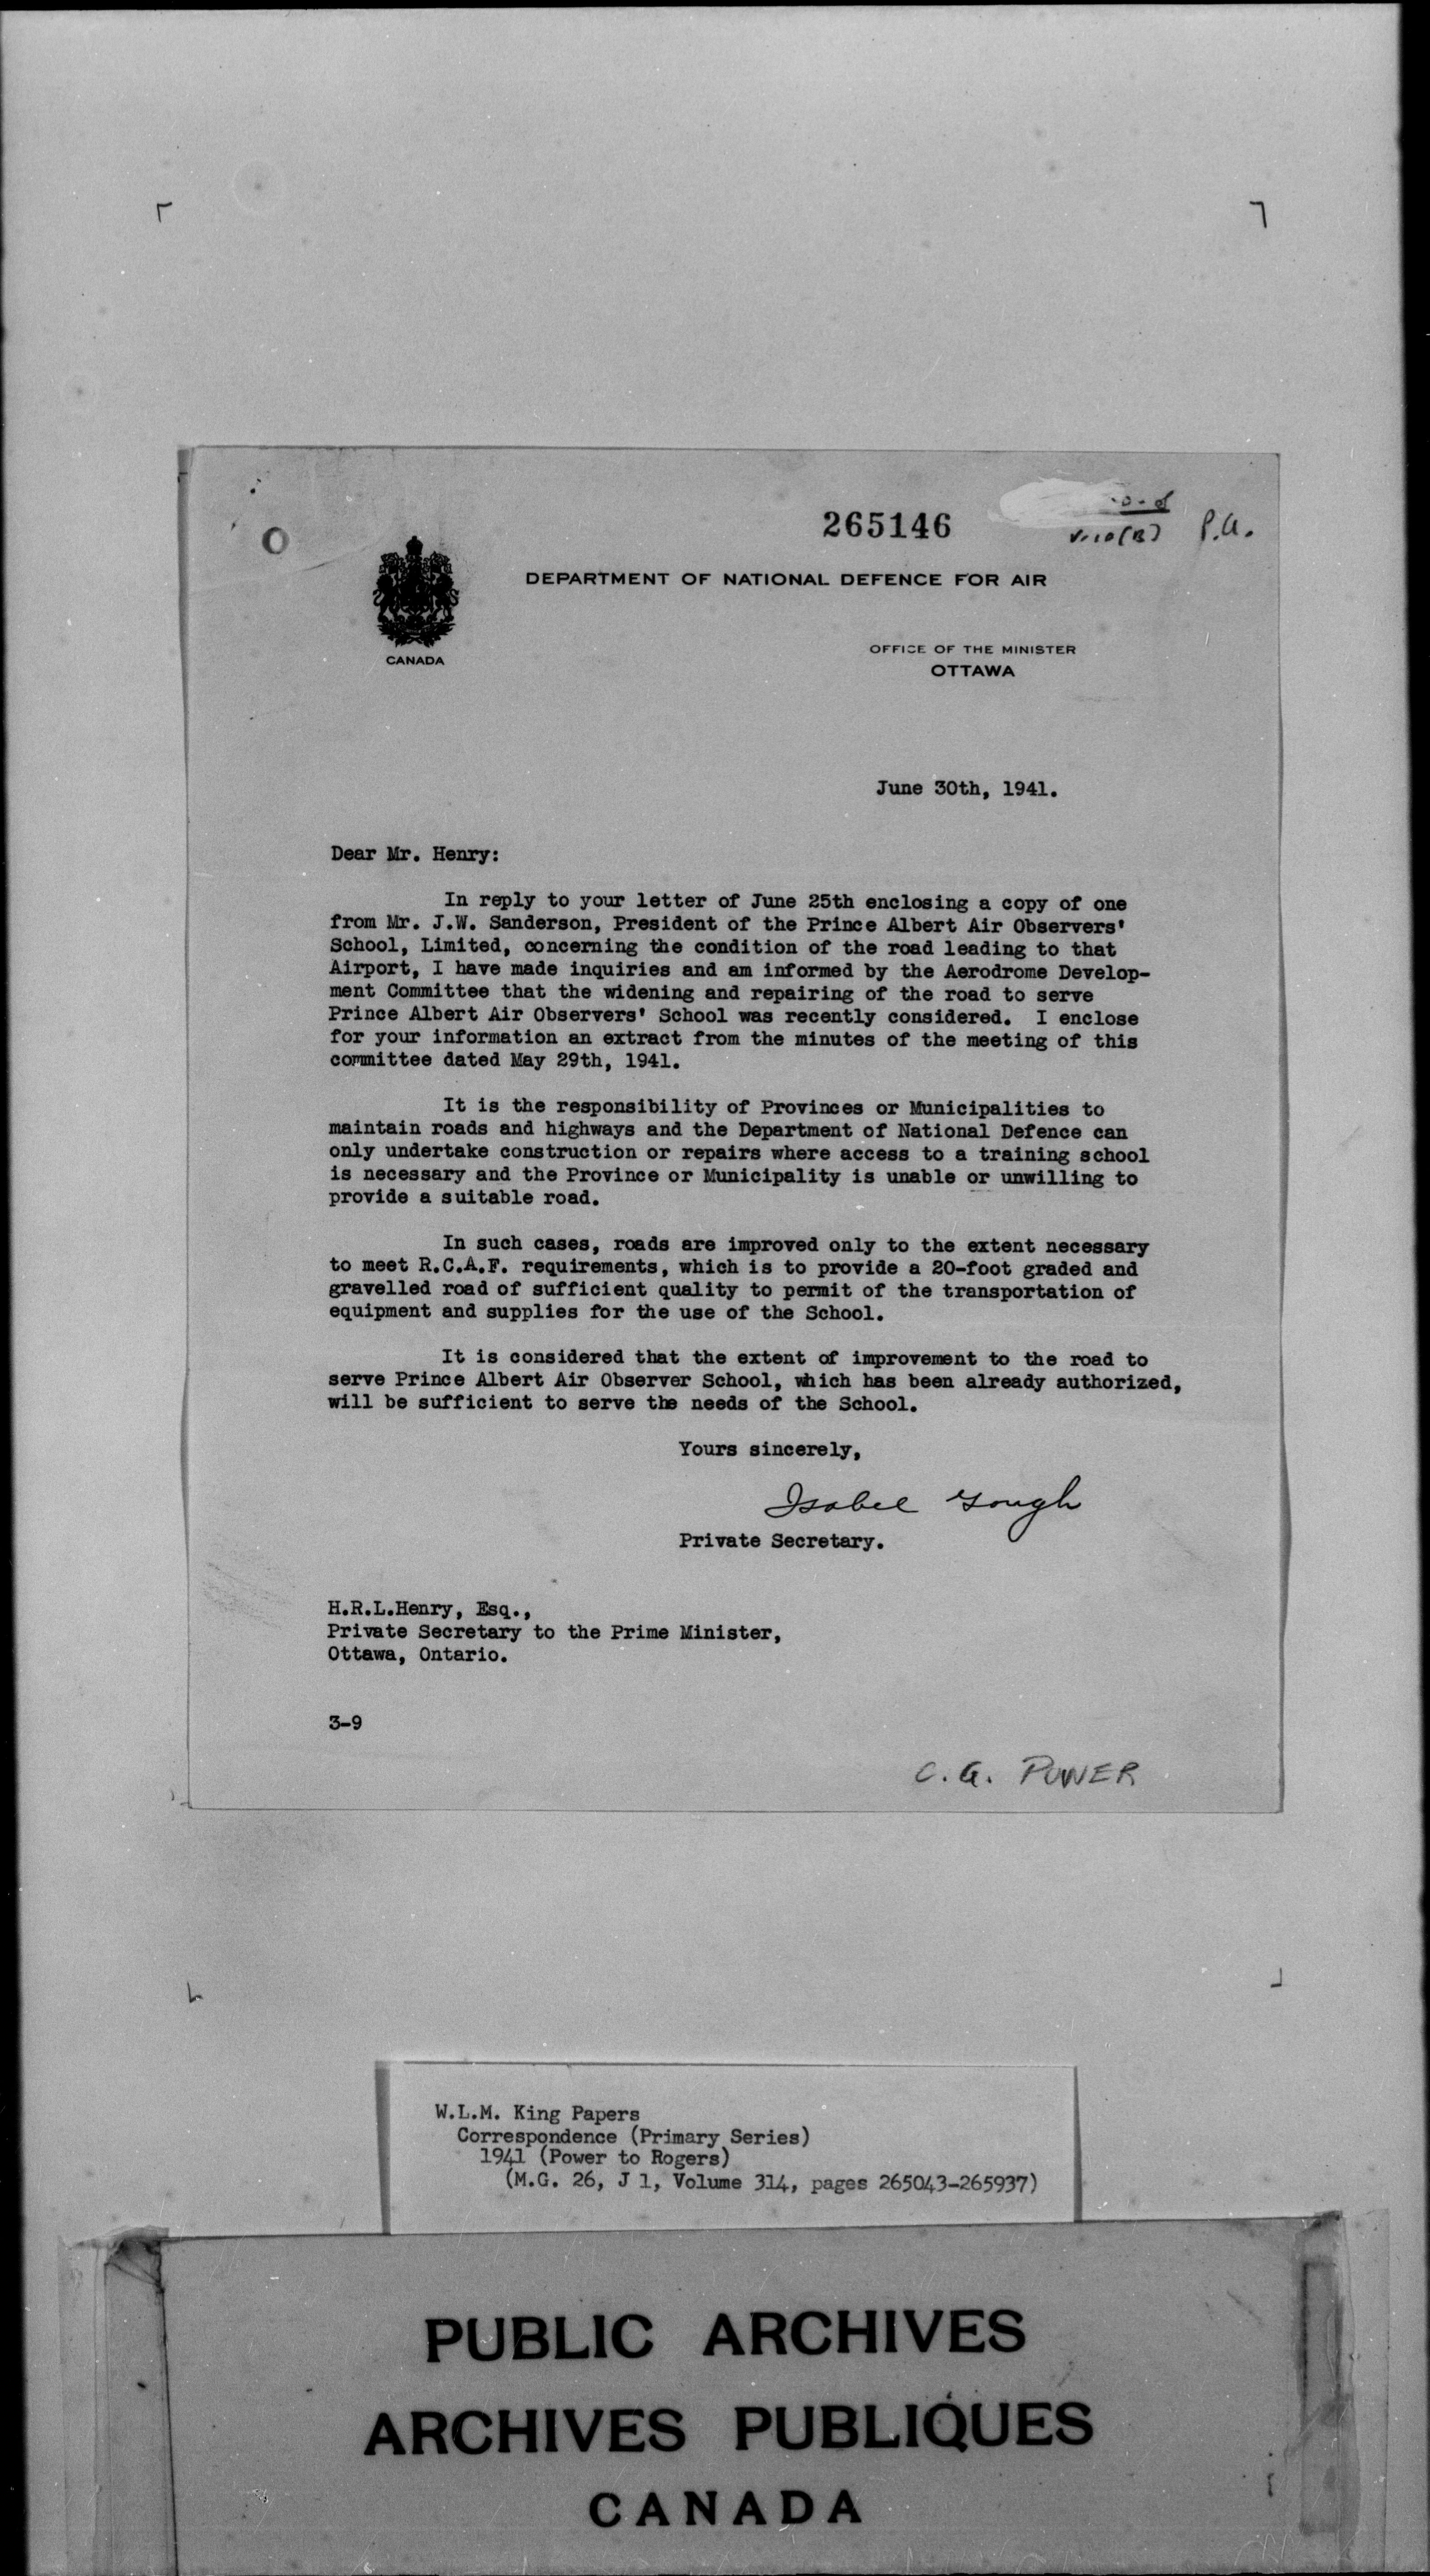 265146
P.A.
DEPARTMENT OF NATIONAL DEFENCE FOR AIR
CANADA
OFFICE OF THE MINISTER
OTTAWA
June 30th, 1941.
Dear Mr. Henry:
In reply to your letter of June 25th enclosing a copy of one
from Mr. J.W. Sanderson, President of the Prince Albert Air Observers'
School, Limited, concerning the condition of the road leading to that
Airport, I have made inquiries and am informed by the Aerodrome Develop-
ment Committee that the widening and repairing of the road to serve
Prince Albert Air Observers' School was recently considered. I enclose
for your information an extract from the minutes of the meeting of this
committee dated May 29th, 1941.
It is the responsibility of Provinces or Municipalities to
maintain roads and highways and the Department of National Defence can
only undertake construction or repairs where access to a training school
is necessary and the Province or Municipality is unable or unwilling to
provide a suitable road.
In such cases, roads are improved only to the extent necessary
to meet R.C.A.F. requirements, which is to provide a 20-foot graded and
gravelled road of sufficient quality to permit of the transportation of
equipment and supplies for the use of the School.
It is considered that the extent of improvement to the road to
serve Prince Albert Air Observer School, which has been already authorized,
will be sufficient to serve the needs of the School.
Yours sincerely,
Isabel Gough
Private Secretary.
H.R.L.Henry, Esq.,
Private Secretary to the Prime Minister,
Ottawa, Ontario.
3-9
C.G. POWER
W.L.M. King Papers
Correspondence (Primary Series)
1941 (Power to Rogers)
(M.G. 26, J 1, Volume 314, pages 265043-265937)
PUBLIC ARCHIVES
ARCHIVES PUBLIQUES
CANADA